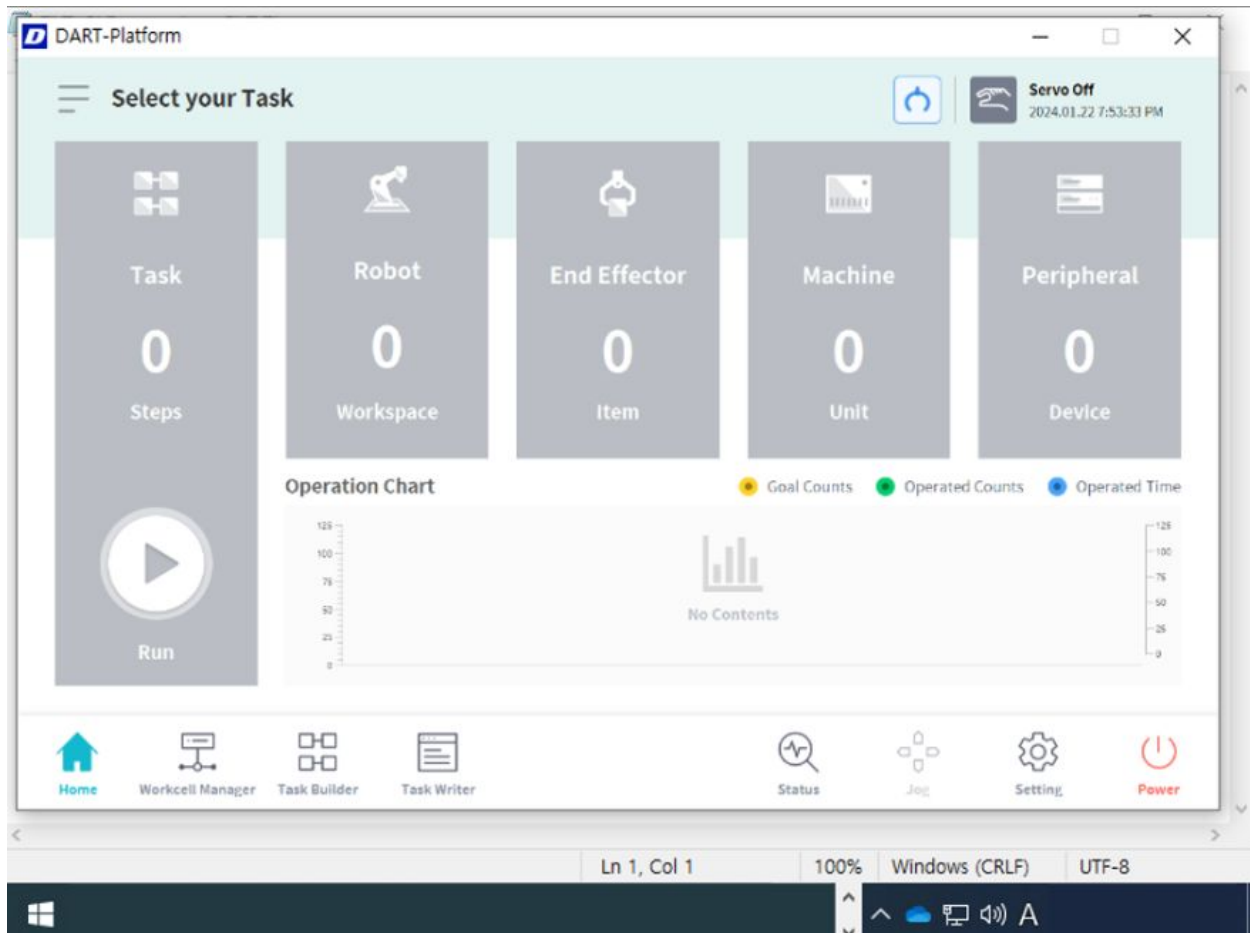 DART-Platform
Select your Task
Servo Off
2024.01.22 7:53:33 PM
Task
0
Steps
Run
Robot
0
Workspace
End Effector
0
Item
Machine
0
Unit
Peripheral
0
Device
Operation Chart
Goal Counts
Operated Counts
Operated Time
125
100
75
50
25
0
No Contents
125
100
75
50
25
0
Home
Workcell Manager
Task Builder
Task Writer
Status
Jog
Setting
Power
Ln 1, Col 1
100%
Windows (CRLF)
UTF-8
A